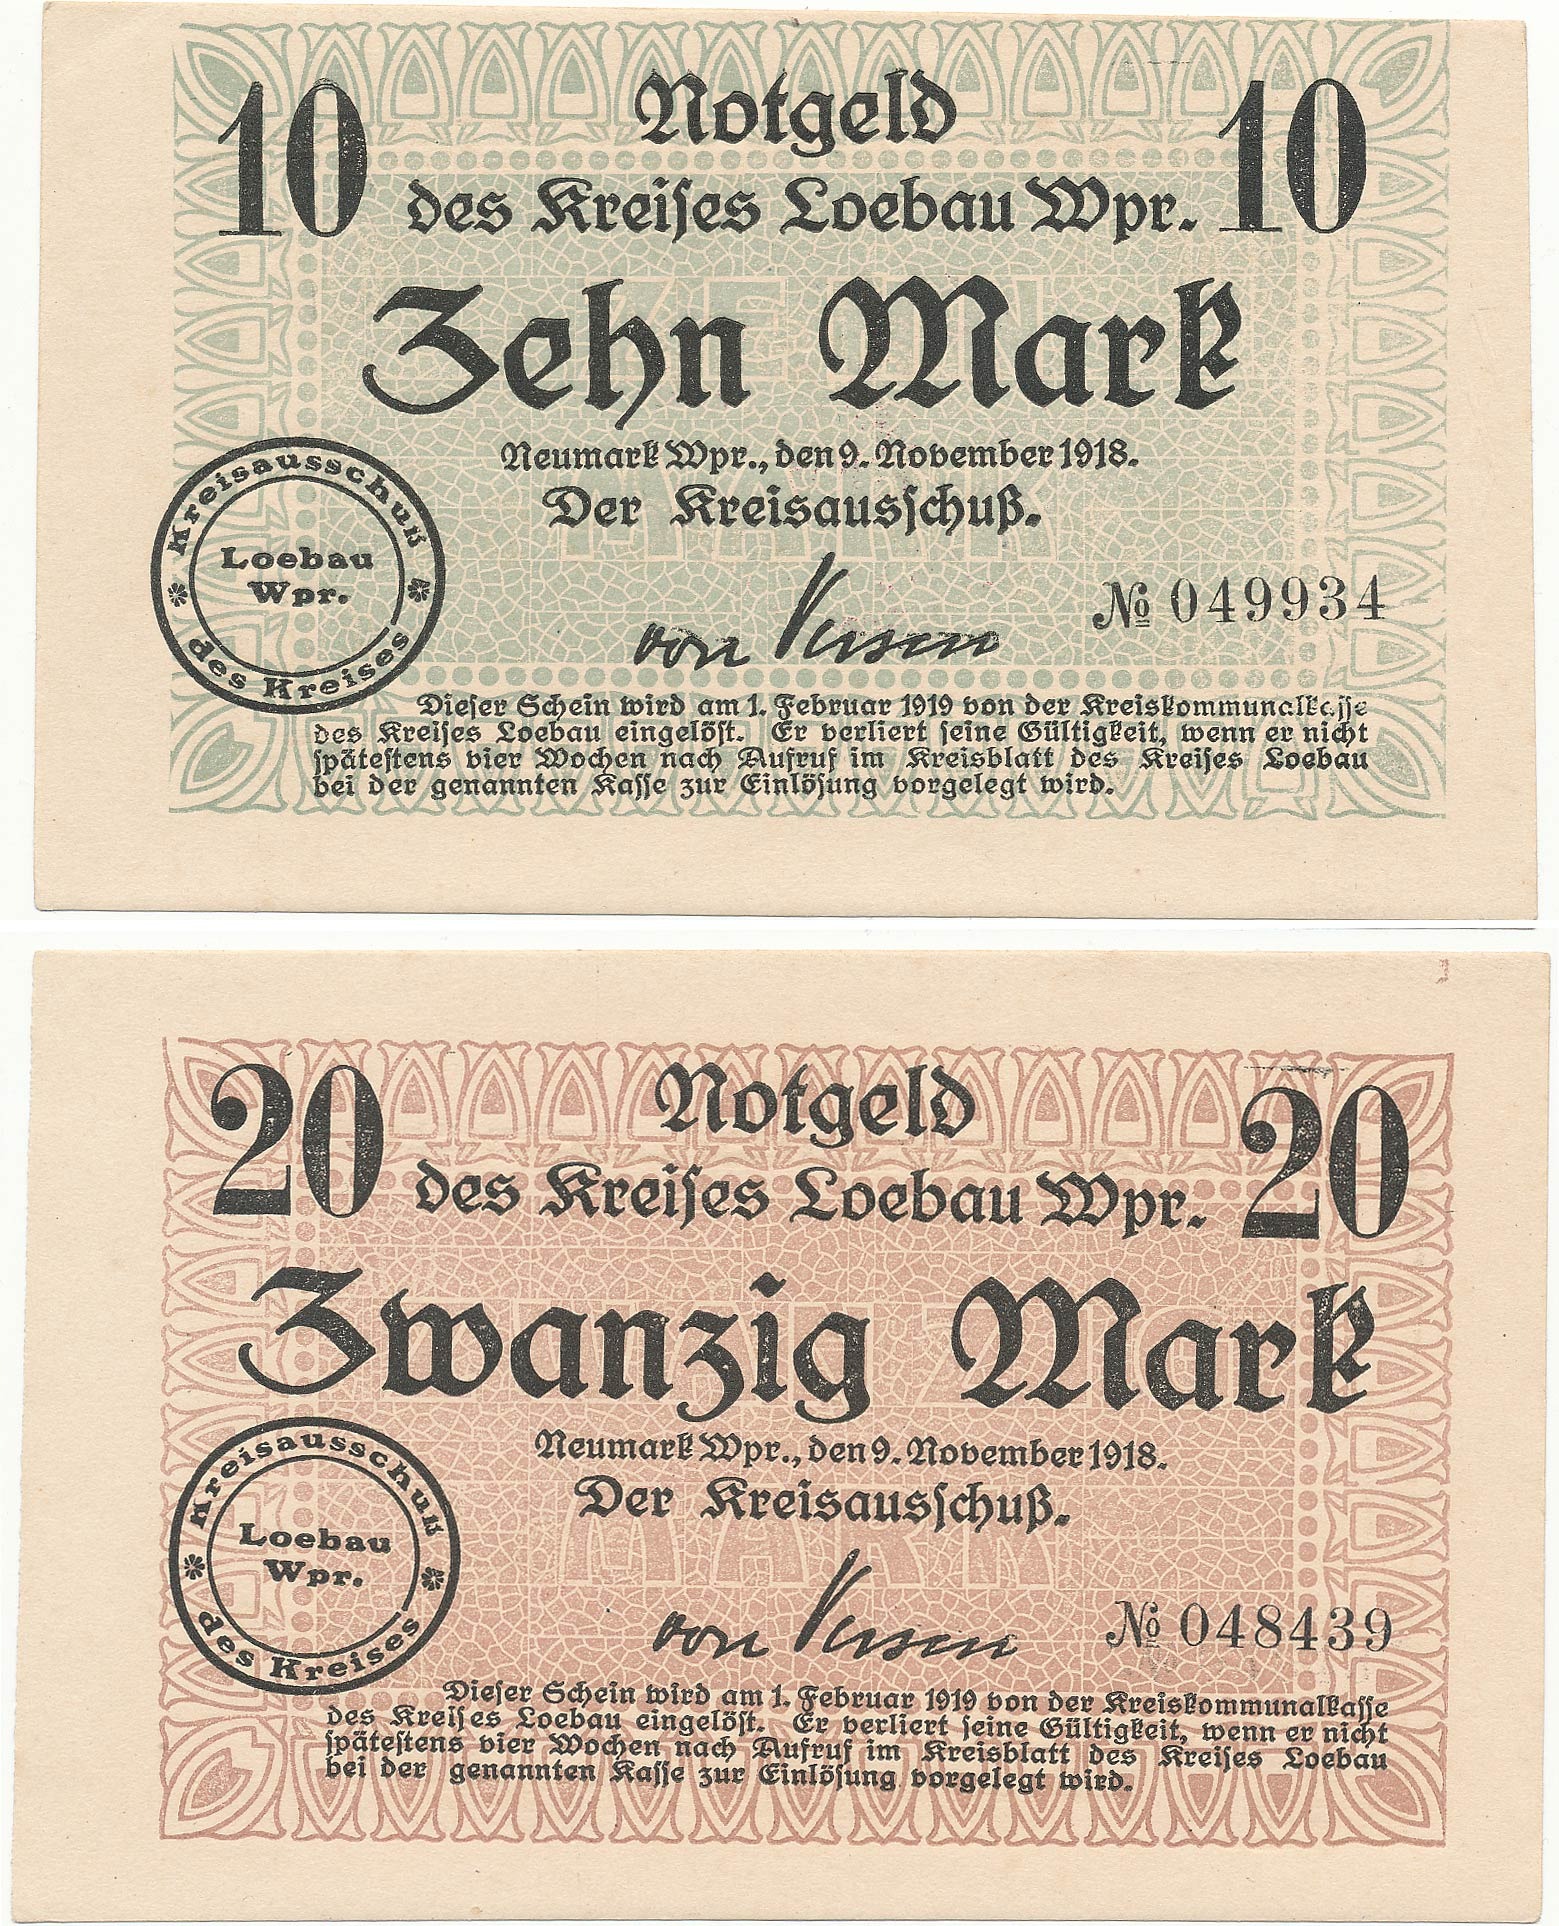 10 Notgeld 10
des Kreises Loebau Wpr.
Zehn Mark
ZEHN
MARK
Neumark Wpr., den 9. November 1918.
Der Kreisausschuß.
Kreisausschuß
Loebau
Wpr.
des Kreises
von Versen
№ 049934
Dieser Schein wird am 1. Februar 1919 von der Kreiskommunalkasse
des Kreises Loebau eingelöst. Er verliert seine Gültigkeit, wenn er nicht
spätestens vier Wochen nach Aufruf im Kreisblatt des Kreises Loebau
bei der genannten Kasse zur Einlösung vorgelegt wird.
20 Notgeld 20
des Kreises Loebau Wpr.
Zwanzig Mark
ZWANZIG
MARK
Neumark Wpr., den 9. November 1918.
Der Kreisausschuß.
Kreisausschuß
Loebau
Wpr.
des Kreises
von Versen
№ 048439
Dieser Schein wird am 1. Februar 1919 von der Kreiskommunalkasse
des Kreises Loebau eingelöst. Er verliert seine Gültigkeit, wenn er nicht
spätestens vier Wochen nach Aufruf im Kreisblatt des Kreises Loebau
bei der genannten Kasse zur Einlösung vorgelegt wird.